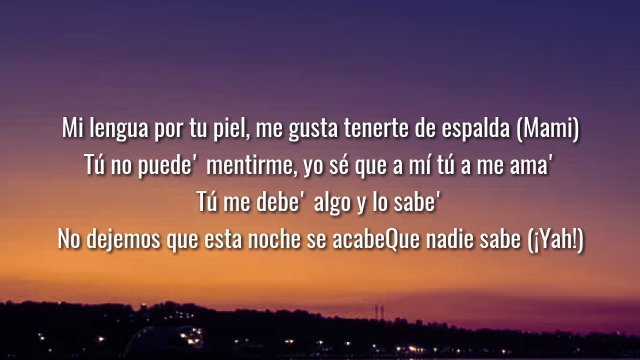 Mi lengua por tu piel, me gusta tenerte de espalda (Mami)
Tú no puede' mentirme, yo sé que a mí tú a me ama'
Tú me debe' algo y lo sabe'
No dejemos que esta noche se acabeQue nadie sabe (¡Yah!)